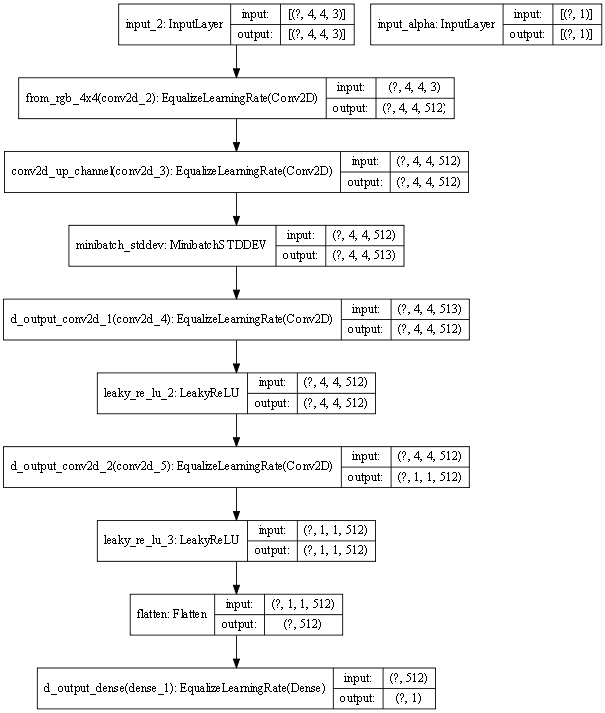 input_2: InputLayer
input: [(?, 4, 4, 3)]
output: [(?, 4, 4, 3)]
input_alpha: InputLayer
input: [(?, 1)]
output: [(?, 1)]
from_rgb_4x4(conv2d_2): EqualizeLearningRate(Conv2D)
input: (?, 4, 4, 3)
output: (?, 4, 4, 512)
conv2d_up_channel(conv2d_3): EqualizeLearningRate(Conv2D)
input: (?, 4, 4, 512)
output: (?, 4, 4, 512)
minibatch_stddev: MinibatchSTDDEV
input: (?, 4, 4, 512)
output: (?, 4, 4, 513)
d_output_conv2d_1(conv2d_4): EqualizeLearningRate(Conv2D)
input: (?, 4, 4, 513)
output: (?, 4, 4, 512)
leaky_re_lu_2: LeakyReLU
input: (?, 4, 4, 512)
output: (?, 4, 4, 512)
d_output_conv2d_2(conv2d_5): EqualizeLearningRate(Conv2D)
input: (?, 4, 4, 512)
output: (?, 1, 1, 512)
leaky_re_lu_3: LeakyReLU
input: (?, 1, 1, 512)
output: (?, 1, 1, 512)
flatten: Flatten
input: (?, 1, 1, 512)
output: (?, 512)
d_output_dense(dense_1): EqualizeLearningRate(Dense)
input: (?, 512)
output: (?, 1)